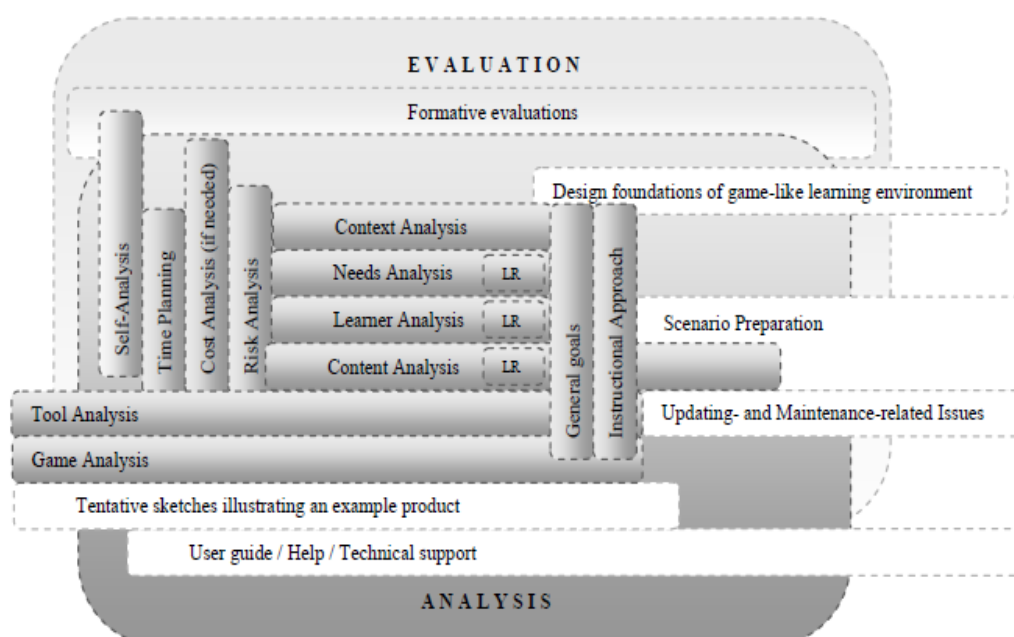 EVALUATION
Formative evaluations
Design foundations of game-like learning environment
Self-Analysis
Time Planning
Cost Analysis (if needed)
Risk Analysis
Context Analysis
Needs Analysis LR
Learner Analysis LR
Content Analysis LR
General goals
Instructional Approach
Scenario Preparation
Tool Analysis
Updating- and Maintenance-related Issues
Game Analysis
Tentative sketches illustrating an example product
User guide / Help / Technical support
ANALYSIS